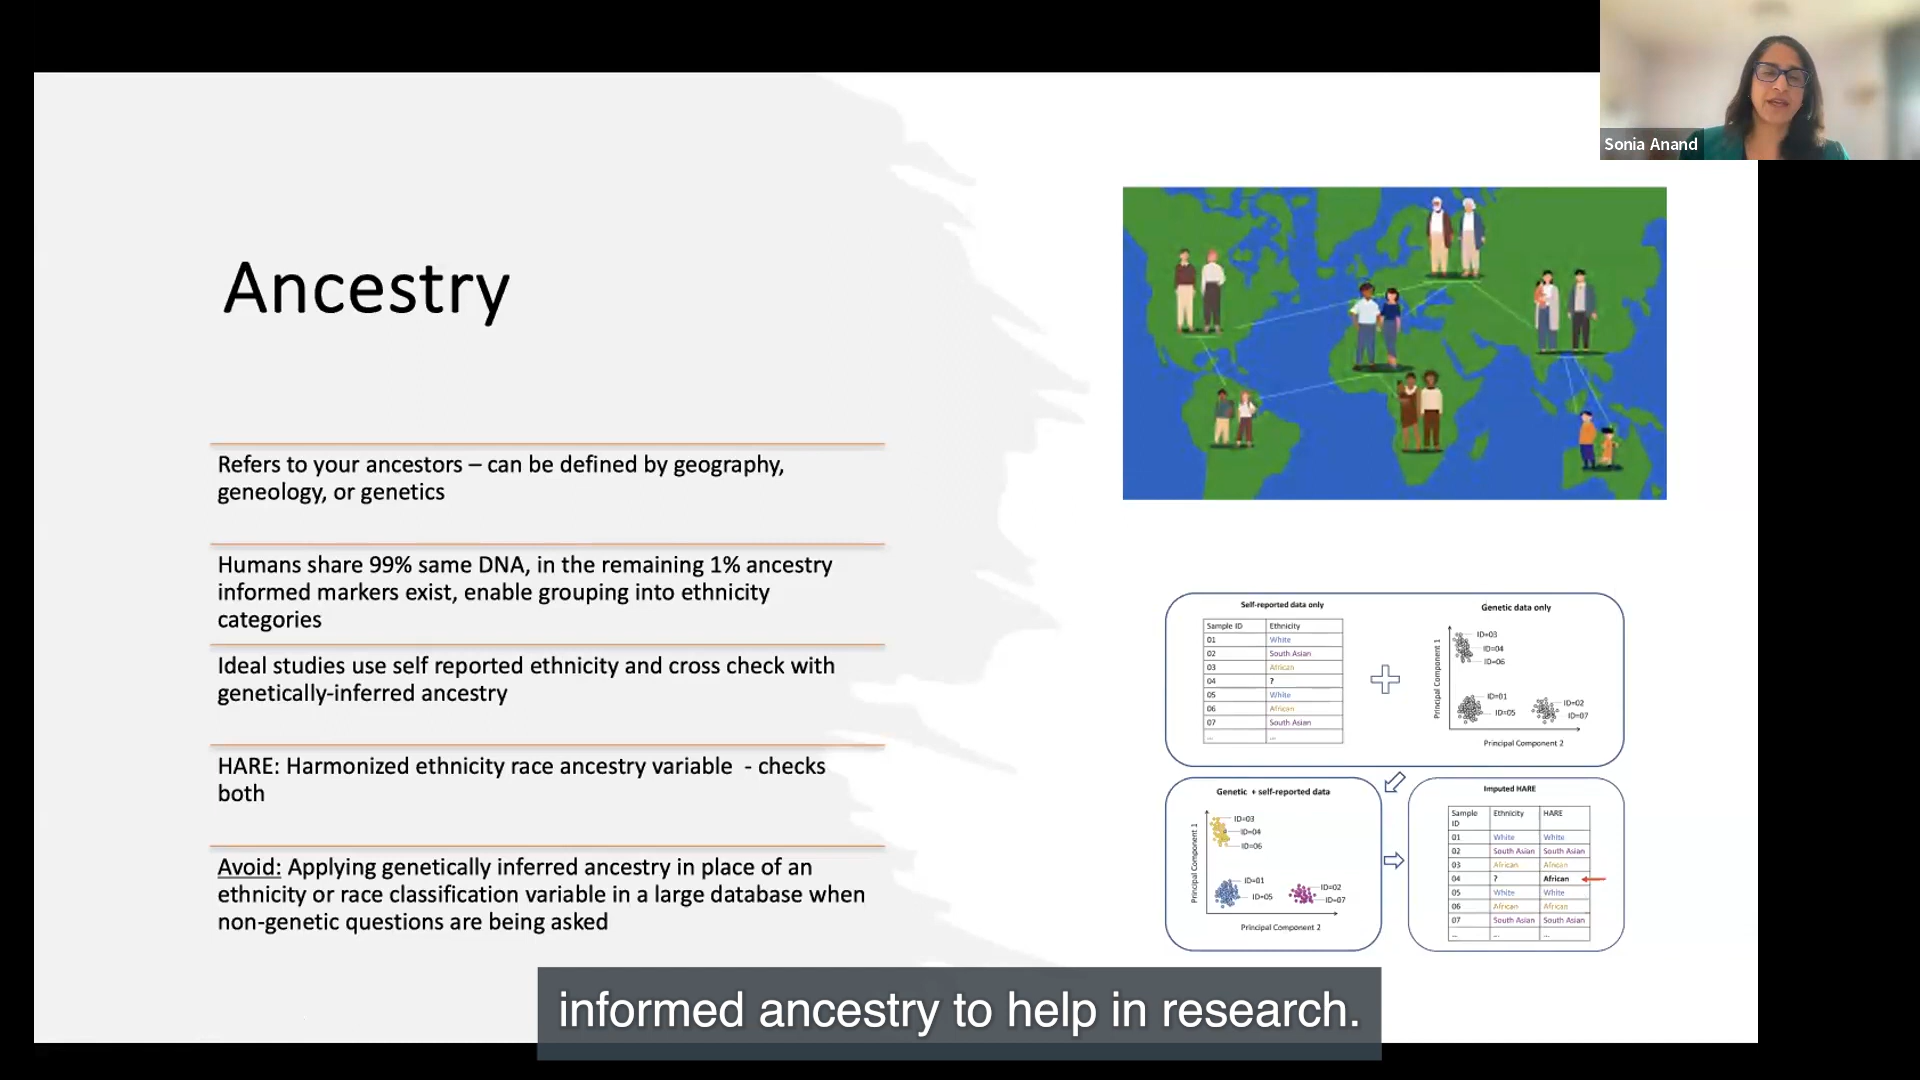 Sonia Anand
Ancestry
Refers to your ancestors – can be defined by geography,
geneology, or genetics
Humans share 99% same DNA, in the remaining 1% ancestry
informed markers exist, enable grouping into ethnicity
categories
Ideal studies use self reported ethnicity and cross check with
genetically-inferred ancestry
HARE: Harmonized ethnicity race ancestry variable - checks
both
Avoid: Applying genetically inferred ancestry in place of an
ethnicity or race classification variable in a large database when
non-genetic questions are being asked
Self-reported data only
Sample ID Ethnicity
01 White
02 South Asian
03 African
04 ?
05 White
06 African
07 South Asian
... ...
Genetic data only
Principal Component 1
ID=03
ID=04
ID=06
ID=01
ID=05
ID=02
ID=07
Principal Component 2
Genetic + self-reported data
Principal Component 1
ID=03
ID=04
ID=06
ID=01
ID=05
ID=02
ID=07
Principal Component 2
Imputed HARE
Sample Ethnicity HARE
ID
01 White White
02 South Asian South Asian
03 African African
04 ? African
05 White White
06 African African
07 South Asian South Asian
... ... ...
informed ancestry to help in research.